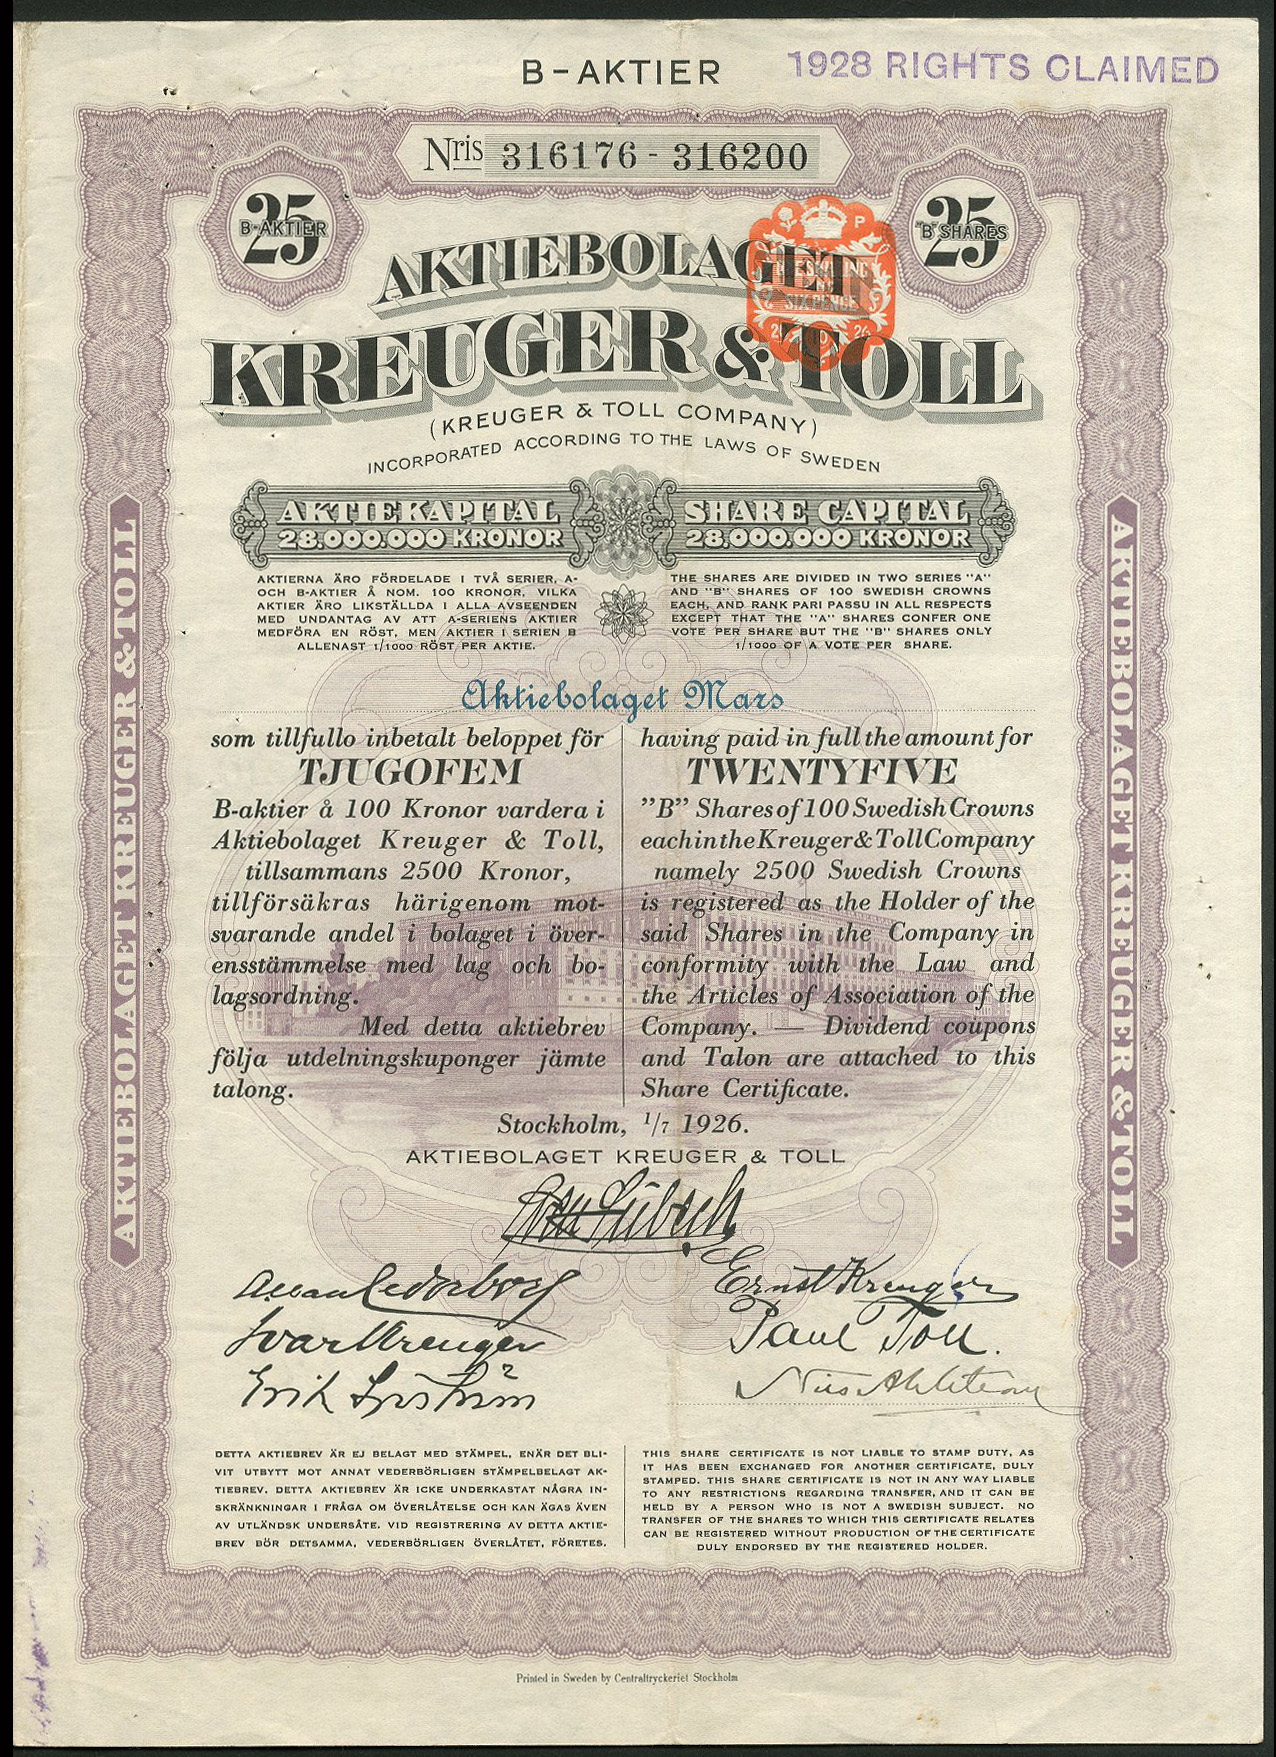 B-AKTIER
1928 RIGHTS CLAIMED
Nris 316176 - 316200
25
B-AKTIER
25
"B" SHARES
AKTIEBOLAGET
KREUGER & TOLL
(KREUGER & TOLL COMPANY)
INCORPORATED ACCORDING TO THE LAWS OF SWEDEN
AKTIEKAPITAL
28.000.000 KRONOR
SHARE CAPITAL
28.000.000 KRONOR
AKTIERNA ÄRO FÖRDELADE I TVÅ SERIER, A-
OCH B-AKTIER Å NOM. 100 KRONOR, VILKA
AKTIER ÄRO LIKSTÄLLDA I ALLA AVSEENDEN
MED UNDANTAG AV ATT A-SERIENS AKTIER
MEDFÖRA EN RÖST, MEN AKTIER I SERIEN B
ALLENAST 1/1000 RÖST PER AKTIE.
THE SHARES ARE DIVIDED IN TWO SERIES "A"
AND "B" SHARES OF 100 SWEDISH CROWNS
EACH, AND RANK PARI PASSU IN ALL RESPECTS
EXCEPT THAT THE "A" SHARES CONFER ONE
VOTE PER SHARE BUT THE "B" SHARES ONLY
1/1000 OF A VOTE PER SHARE.
Aktiebolaget Mars
som tillfullo inbetalt beloppet för
TJUGOFEM
B-aktier å 100 Kronor vardera i
Aktiebolaget Kreuger & Toll,
tillsammans 2500 Kronor,
tillförsäkras härigenom mot-
svarande andel i bolaget i över-
ensstämmelse med lag och bo-
lagsordning.
Med detta aktiebrev
följa utdelningskuponger jämte
talong.
having paid in full the amount for
TWENTYFIVE
"B" Shares of 100 Swedish Crowns
each in the Kreuger & Toll Company
namely 2500 Swedish Crowns
is registered as the Holder of the
said Shares in the Company in
conformity with the Law and
the Articles of Association of the
Company. — Dividend coupons
and Talon are attached to this
Share Certificate.
Stockholm, 1/7 1926.
AKTIEBOLAGET KREUGER & TOLL
Ernst Kreuger
Ivar Kreuger
Paul Toll.
Erik Sjöström
Nils Ahlström
DETTA AKTIEBREV ÄR EJ BELAGT MED STÄMPEL, ENÄR DET BLI-
VIT UTBYTT MOT ANNAT VEDERBÖRLIGEN STÄMPELBELAGT AK-
TIEBREV. DETTA AKTIEBREV ÄR ICKE UNDERKASTAT NÅGRA IN-
SKRÄNKNINGAR I FRÅGA OM ÖVERLÅTELSE OCH KAN ÄGAS ÄVEN
AV UTLÄNDSK UNDERSÅTE. VID REGISTRERING AV DETTA AKTIE-
BREV BÖR DETSAMMA, VEDERBÖRLIGEN ÖVERLÅTET, FÖRETES.
THIS SHARE CERTIFICATE IS NOT LIABLE TO STAMP DUTY, AS
IT HAS BEEN EXCHANGED FOR ANOTHER CERTIFICATE, DULY
STAMPED. THIS SHARE CERTIFICATE IS NOT IN ANY WAY LIABLE
TO ANY RESTRICTIONS REGARDING TRANSFER, AND IT CAN BE
HELD BY A PERSON WHO IS NOT A SWEDISH SUBJECT. NO
TRANSFER OF THE SHARES TO WHICH THIS CERTIFICATE RELATES
CAN BE REGISTERED WITHOUT PRODUCTION OF THE CERTIFICATE
DULY ENDORSED BY THE REGISTERED HOLDER.
AKTIEBOLAGET KREUGER & TOLL
AKTIEBOLAGET KREUGER & TOLL
Printed in Sweden by Centraltryckeriet Stockholm